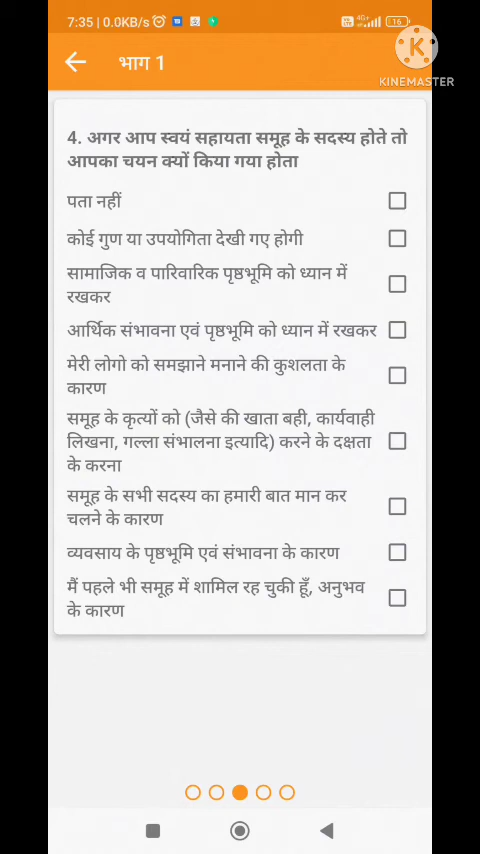 7:35 | 0.0KB/s
16
K
KINEMASTER
भाग 1
4. अगर आप स्वयं सहायता समूह के सदस्य होते तो
आपका चयन क्यों किया गया होता
पता नहीं
कोई गुण या उपयोगिता देखी गए होगी
सामाजिक व पारिवारिक पृष्ठभूमि को ध्यान में
रखकर
आर्थिक संभावना एवं पृष्ठभूमि को ध्यान में रखकर
मेरी लोगो को समझाने मनाने की कुशलता के
कारण
समूह के कृत्यों को (जैसे की खाता बही, कार्यवाही
लिखना, गल्ला संभालना इत्यादि) करने के दक्षता
के करना
समूह के सभी सदस्य का हमारी बात मान कर
चलने के कारण
व्यवसाय के पृष्ठभूमि एवं संभावना के कारण
मैं पहले भी समूह में शामिल रह चुकी हूँ, अनुभव
के कारण